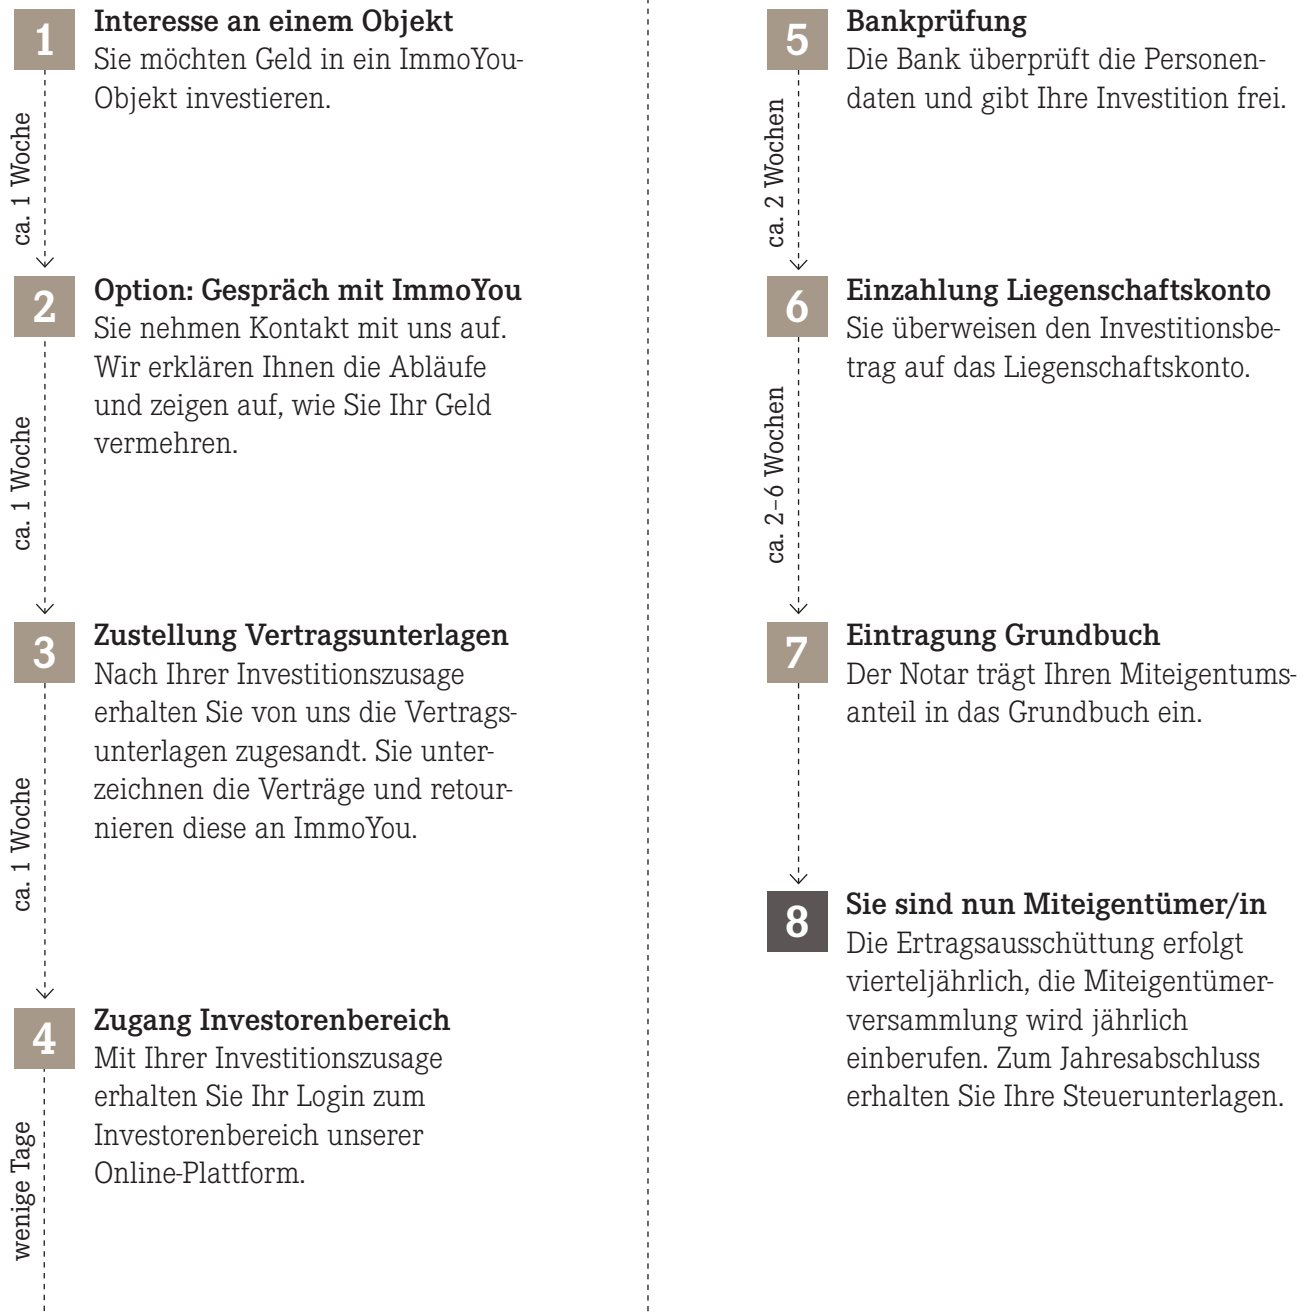 1
Interesse an einem Objekt
Sie möchten Geld in ein ImmoYou-
Objekt investieren.
ca. 1 Woche
2
Option: Gespräch mit ImmoYou
Sie nehmen Kontakt mit uns auf.
Wir erklären Ihnen die Abläufe
und zeigen auf, wie Sie Ihr Geld
vermehren.
ca. 1 Woche
3
Zustellung Vertragsunterlagen
Nach Ihrer Investitionszusage
erhalten Sie von uns die Vertrags-
unterlagen zugesandt. Sie unter-
zeichnen die Verträge und retour-
nieren diese an ImmoYou.
ca. 1 Woche
4
Zugang Investorenbereich
Mit Ihrer Investitionszusage
erhalten Sie Ihr Login zum
Investorenbereich unserer
Online-Plattform.
wenige Tage
5
Bankprüfung
Die Bank überprüft die Personen-
daten und gibt Ihre Investition frei.
ca. 2 Wochen
6
Einzahlung Liegenschaftskonto
Sie überweisen den Investitionsbe-
trag auf das Liegenschaftskonto.
ca. 2–6 Wochen
7
Eintragung Grundbuch
Der Notar trägt Ihren Miteigentums-
anteil in das Grundbuch ein.
8
Sie sind nun Miteigentümer/in
Die Ertragsausschüttung erfolgt
vierteljährlich, die Miteigentümer-
versammlung wird jährlich
einberufen. Zum Jahresabschluss
erhalten Sie Ihre Steuerunterlagen.